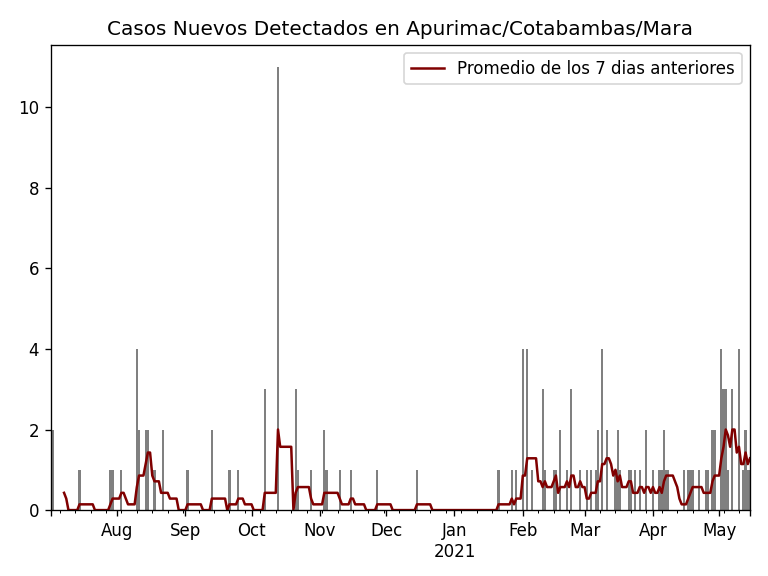 Casos Nuevos Detectados en Apurimac/Cotabambas/Mara
Promedio de los 7 dias anteriores
10
8
6
4
2
0
Aug Sep Oct Nov Dec Jan Feb Mar Apr May
2021